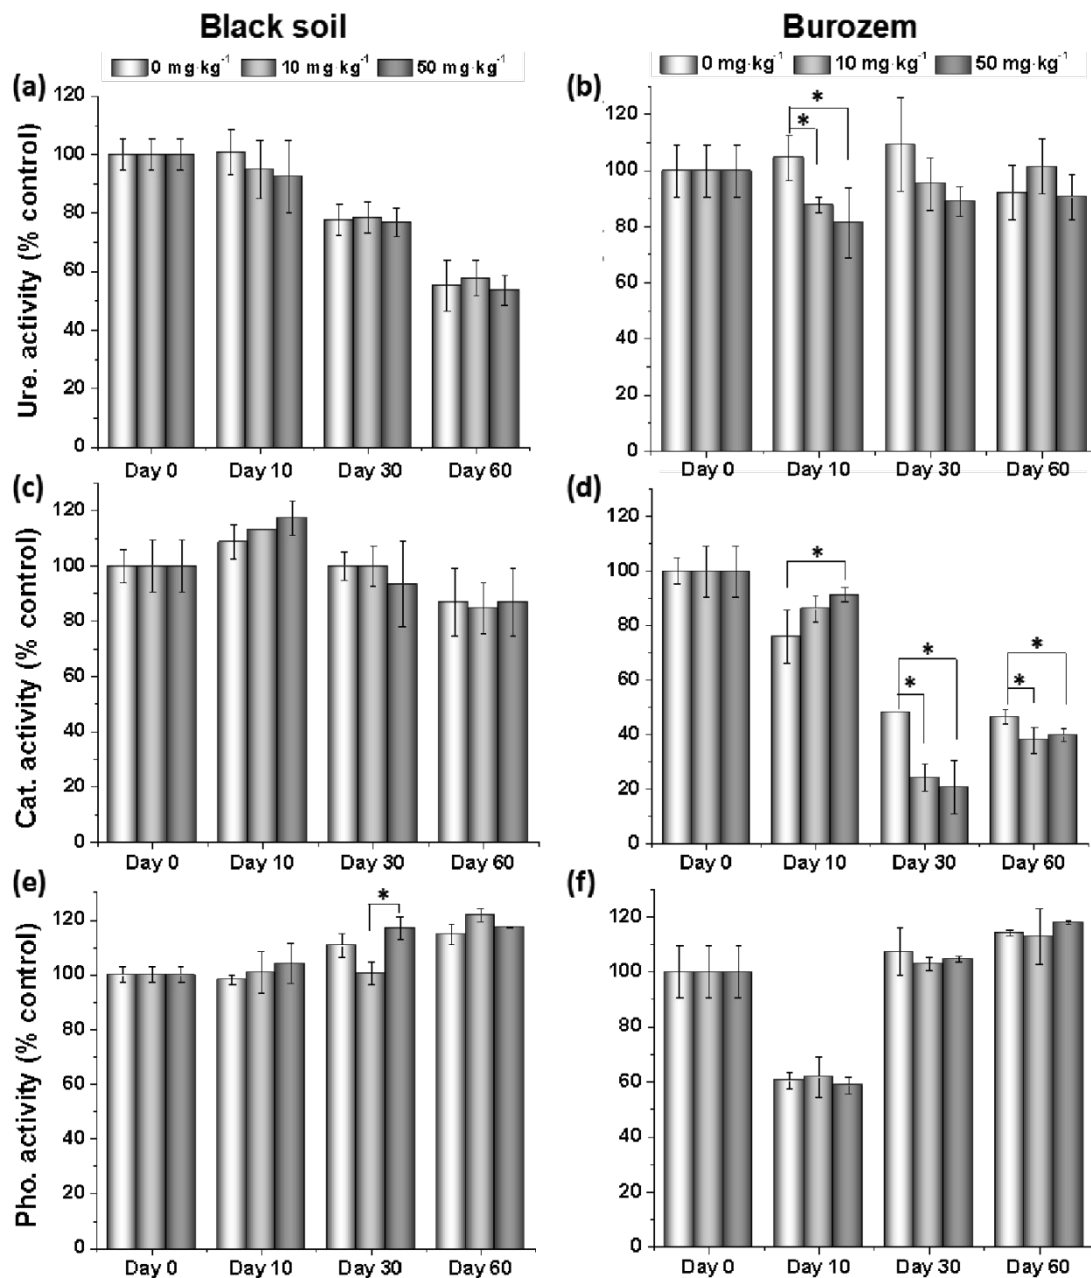 Black soil
Burozem
0 mg·kg⁻¹ 10 mg·kg⁻¹ 50 mg·kg⁻¹
0 mg·kg⁻¹ 10 mg·kg⁻¹ 50 mg·kg⁻¹
(a)
Ure. activity (% control)
120
100
80
60
40
20
0
Day 0 Day 10 Day 30 Day 60
(b)
120
100
80
60
40
20
0
* *
Day 0 Day 10 Day 30 Day 60
(c)
Cat. activity (% control)
120
100
80
60
40
20
0
Day 0 Day 10 Day 30 Day 60
(d)
120
100
80
60
40
20
0
*
* *
* *
Day 0 Day 10 Day 30 Day 60
(e)
Pho. activity (% control)
120
100
80
60
40
20
0
*
Day 0 Day 10 Day 30 Day 60
(f)
120
100
80
60
40
20
0
Day 0 Day 10 Day 30 Day 60